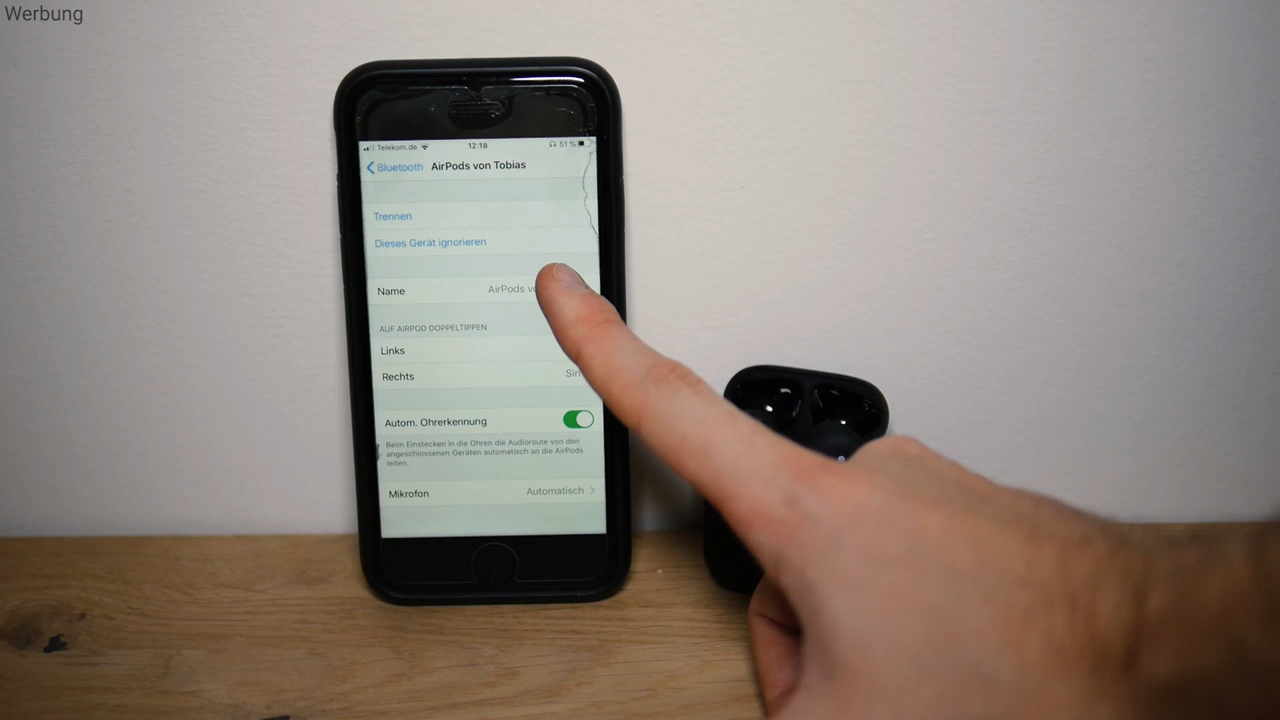 Werbung
Telekom.de 12:18 51 %
Bluetooth AirPods von Tobias
Trennen
Dieses Gerät ignorieren
Name AirPods
AUF AIRPOD DOPPELTIPPEN
Links
Rechts Siri
Autom. Ohrerkennung
Beim Einstecken in die Ohren die Audioroute von den
angeschlossenen Geräten automatisch an die AirPods
leiten.
Mikrofon Automatisch